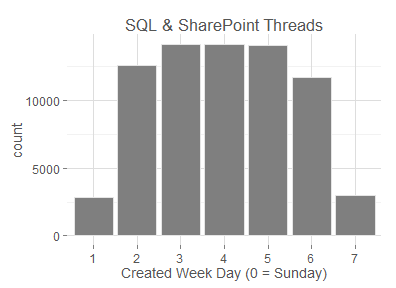 SQL & SharePoint Threads
count
10000
5000
0
1 2 3 4 5 6 7
Created Week Day (0 = Sunday)